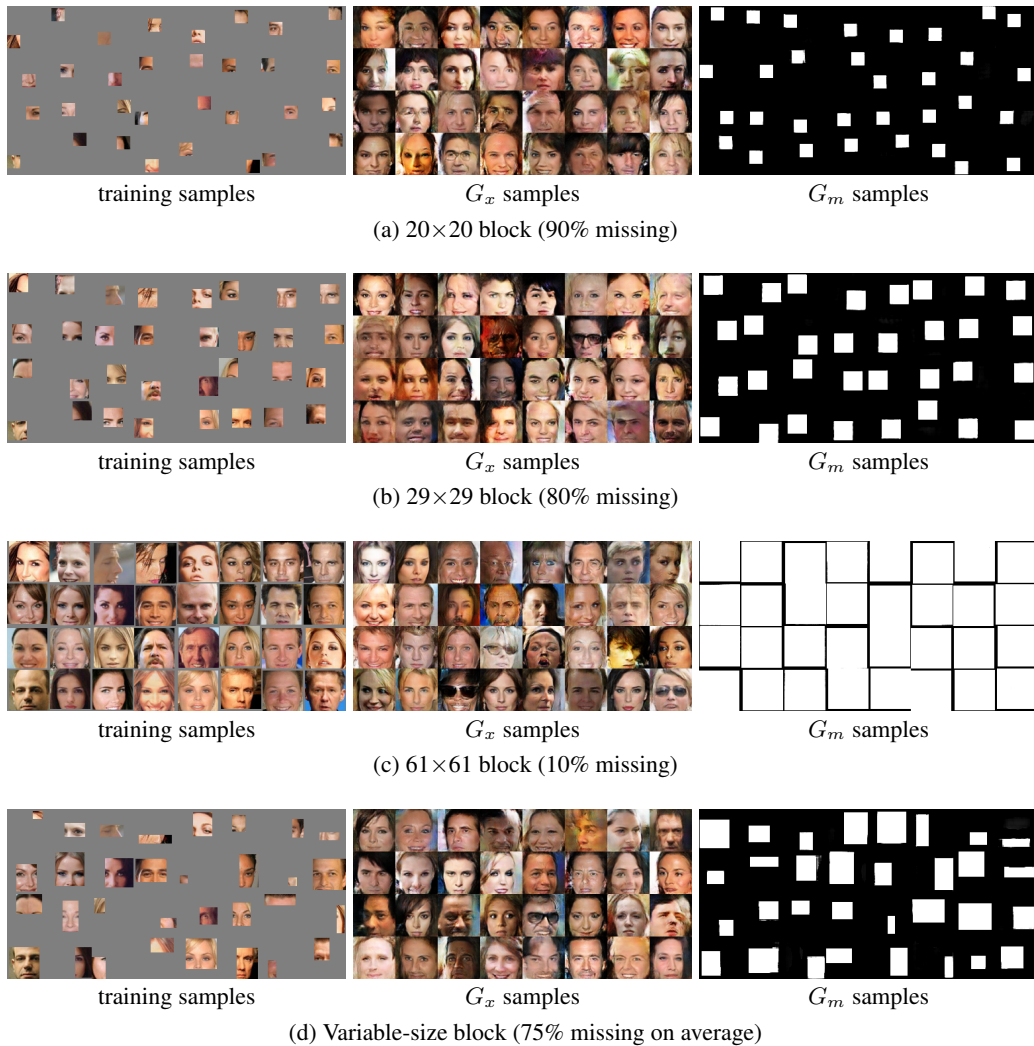 training samples
G_x samples
G_m samples
(a) 20×20 block (90% missing)
training samples
G_x samples
G_m samples
(b) 29×29 block (80% missing)
training samples
G_x samples
G_m samples
(c) 61×61 block (10% missing)
training samples
G_x samples
G_m samples
(d) Variable-size block (75% missing on average)